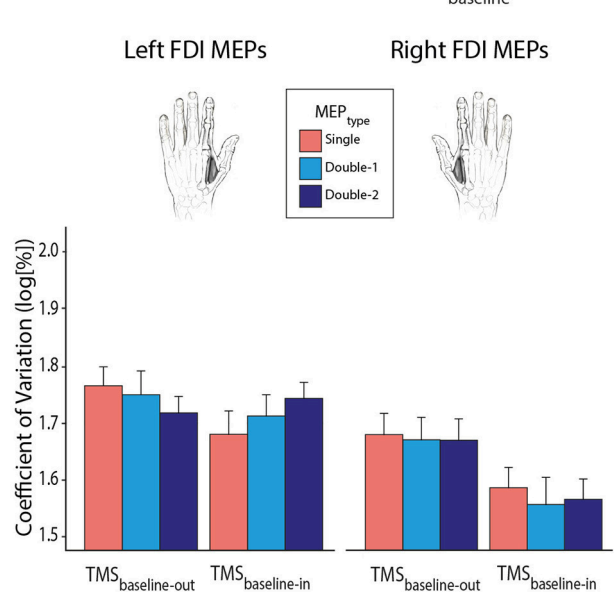 baseline
Left FDI MEPs
Right FDI MEPs
MEPtype
Single
Double-1
Double-2
Coefficient of Variation (log[%])
2.0
1.9
1.8
1.7
1.6
1.5
TMSbaseline-out
TMSbaseline-in
TMSbaseline-out
TMSbaseline-in